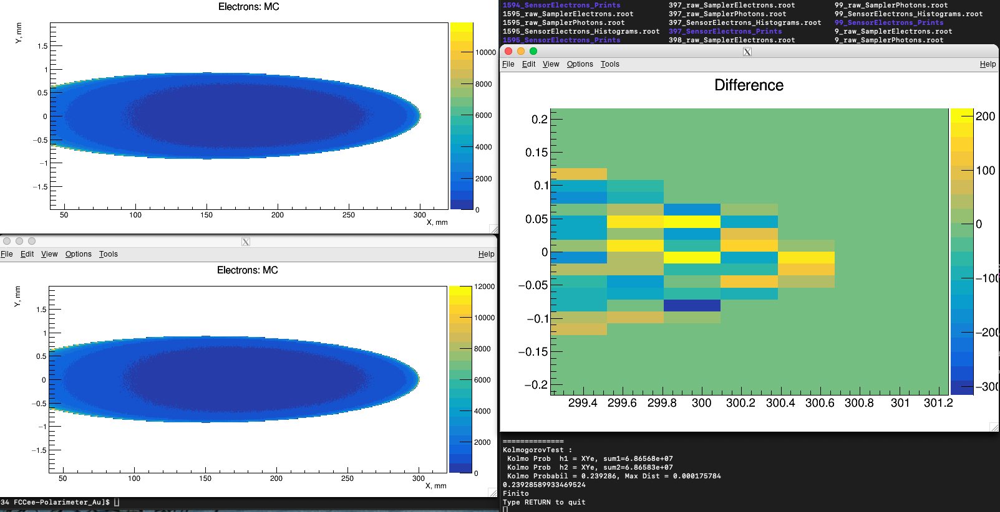 Electrons: MC
Y, mm
1.5
1
0.5
0
−0.5
−1
−1.5
50 100 150 200 250 300
X, mm
10000
8000
6000
4000
2000
0
File Edit View Options Tools Help
Electrons: MC
Y, mm
1.5
1
0.5
0
−0.5
−1
−1.5
50 100 150 200 250 300
X, mm
12000
10000
8000
6000
4000
2000
0
34 FCCee-Polarimeter_Au]$
1594_SensorElectrons_Prints 397_raw_SamplerElectrons.root 99_raw_SamplerPhotons.root
1595_raw_SamplerElectrons.root 397_raw_SamplerPhotons.root 99_SensorElectrons_Histograms.root
1595_raw_SamplerPhotons.root 397_SensorElectrons_Histograms.root 99_SensorElectrons_Prints
1595_SensorElectrons_Histograms.root 397_SensorElectrons_Prints 9_raw_SamplerElectrons.root
1595_SensorElectrons_Prints 398_raw_SamplerElectrons.root 9_raw_SamplerPhotons.root
File Edit View Options Tools Help
Difference
0.2
0.15
0.1
0.05
0
−0.05
−0.1
−0.15
−0.2
299.4 299.6 299.8 300 300.2 300.4 300.6 300.8 301 301.2
200
100
0
−100
−200
−300
==============
KolmogorovTest :
Kolmo Prob h1 = XYe, sum1=6.86568e+07
Kolmo Prob h2 = XYe, sum2=6.86583e+07
Kolmo Probabil = 0.239286, Max Dist = 0.000175784
0.23928589933469524
Finito
Type RETURN to quit